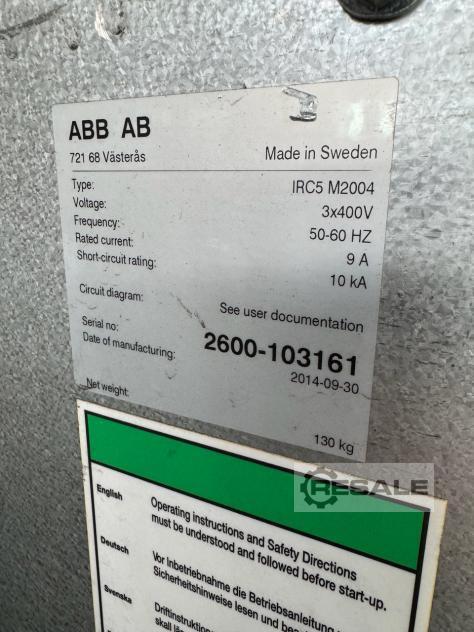 ABB AB
721 68 Västerås Made in Sweden
Type: IRC5 M2004
Voltage: 3x400V
Frequency: 50-60 HZ
Rated current: 9 A
Short-circuit rating: 10 kA
Circuit diagram: See user documentation
Serial no: 2600-103161
Date of manufacturing: 2014-09-30
Net weight: 130 kg
RESALE
English Operating instructions and Safety Directions
must be understood and followed before start-up.
Deutsch Vor Inbetriebnahme die Betriebsanleitung
Sicherheitshinweise lesen und
Svenska
skall